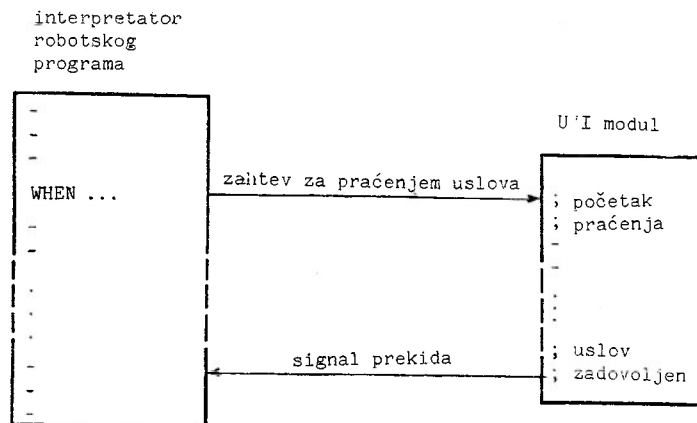 interpretator
robotskog
programa
U'I modul
zahtev za praćenjem uslova
WHEN ...
; početak
; praćenja
signal prekida
; uslov
; zadovoljen